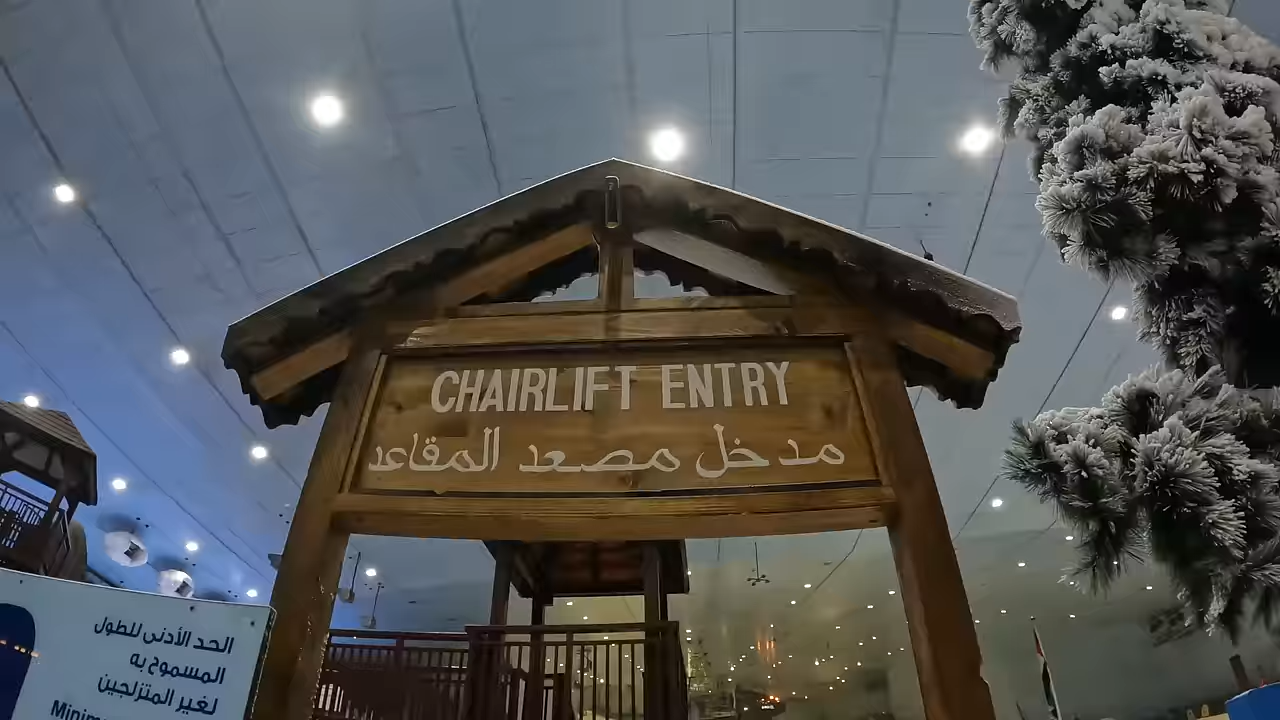 CHAIRLIFT ENTRY
مدخل مصعد المقاعد
الحد الأدنى للطول
المسموح به
لغير المتزلجين